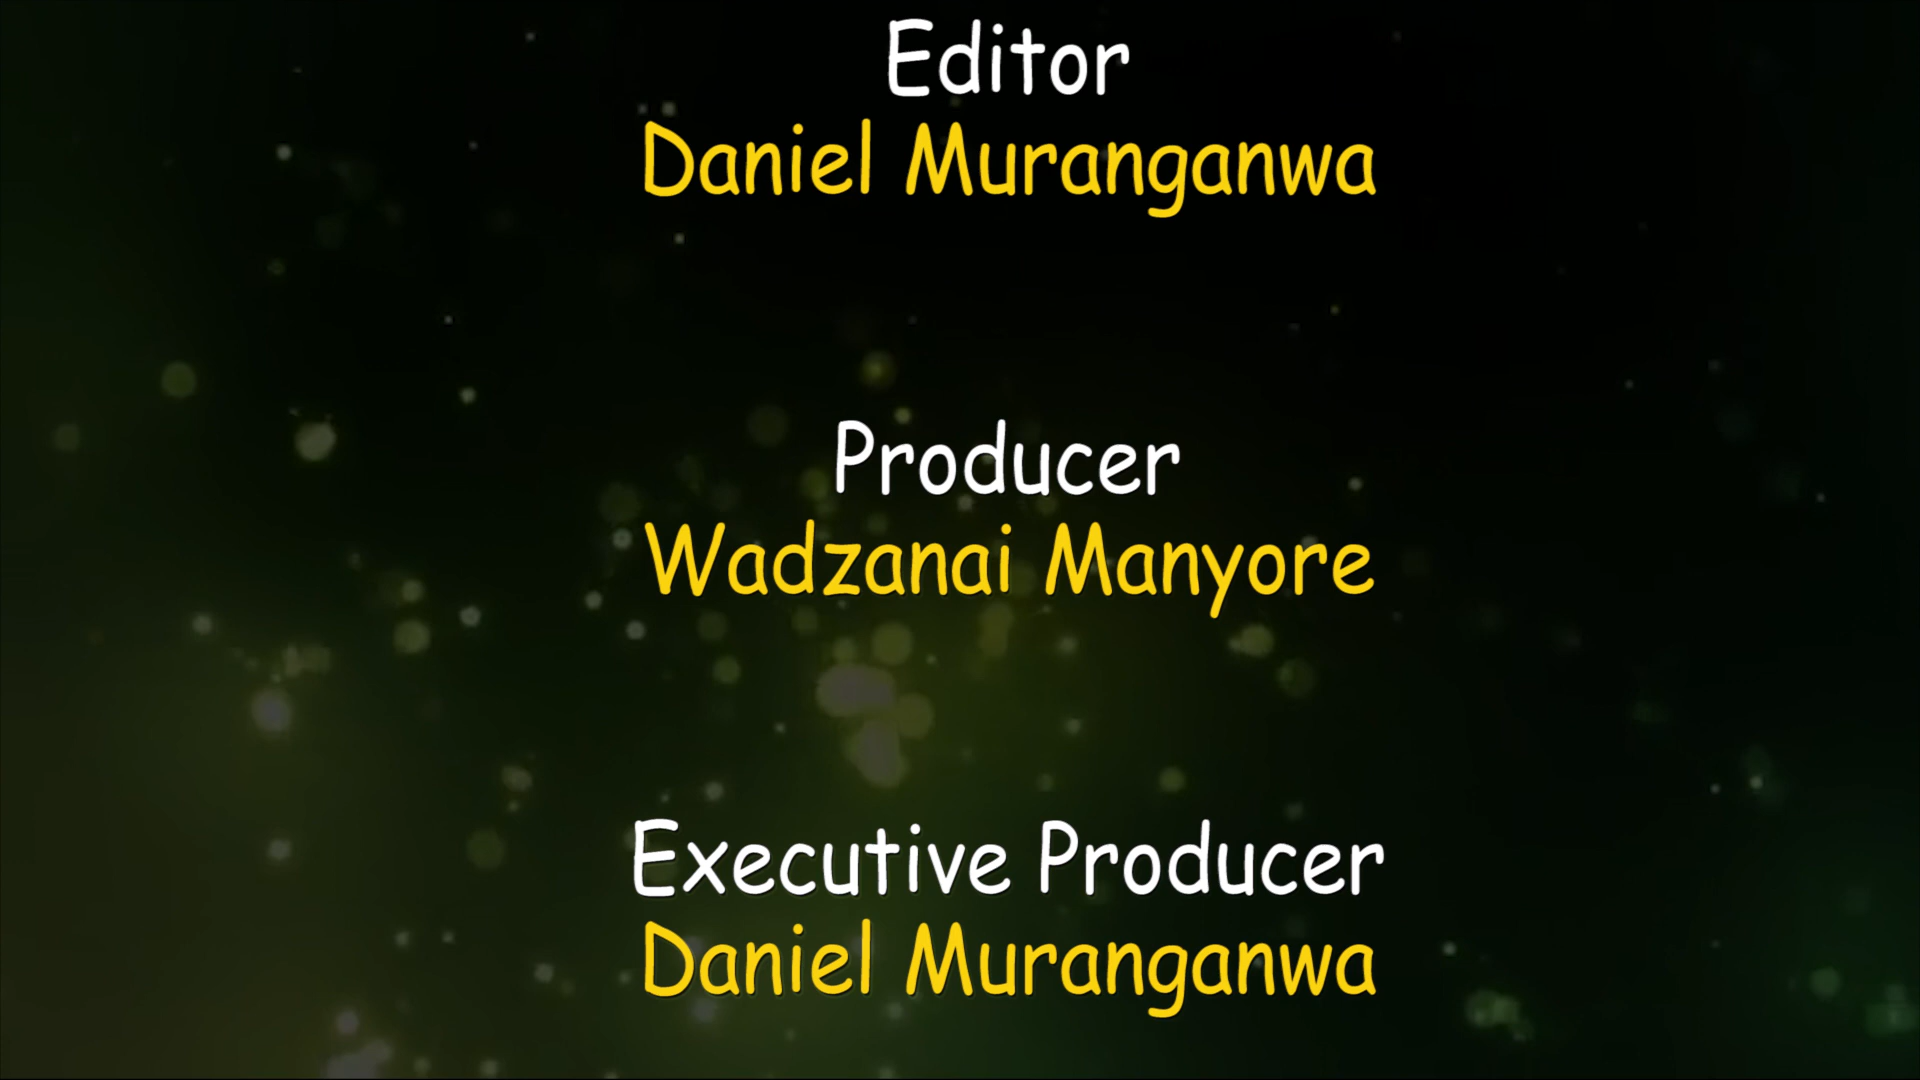 Editor
Daniel Muranganwa
Producer
Wadzanai Manyore
Executive Producer
Daniel Muranganwa